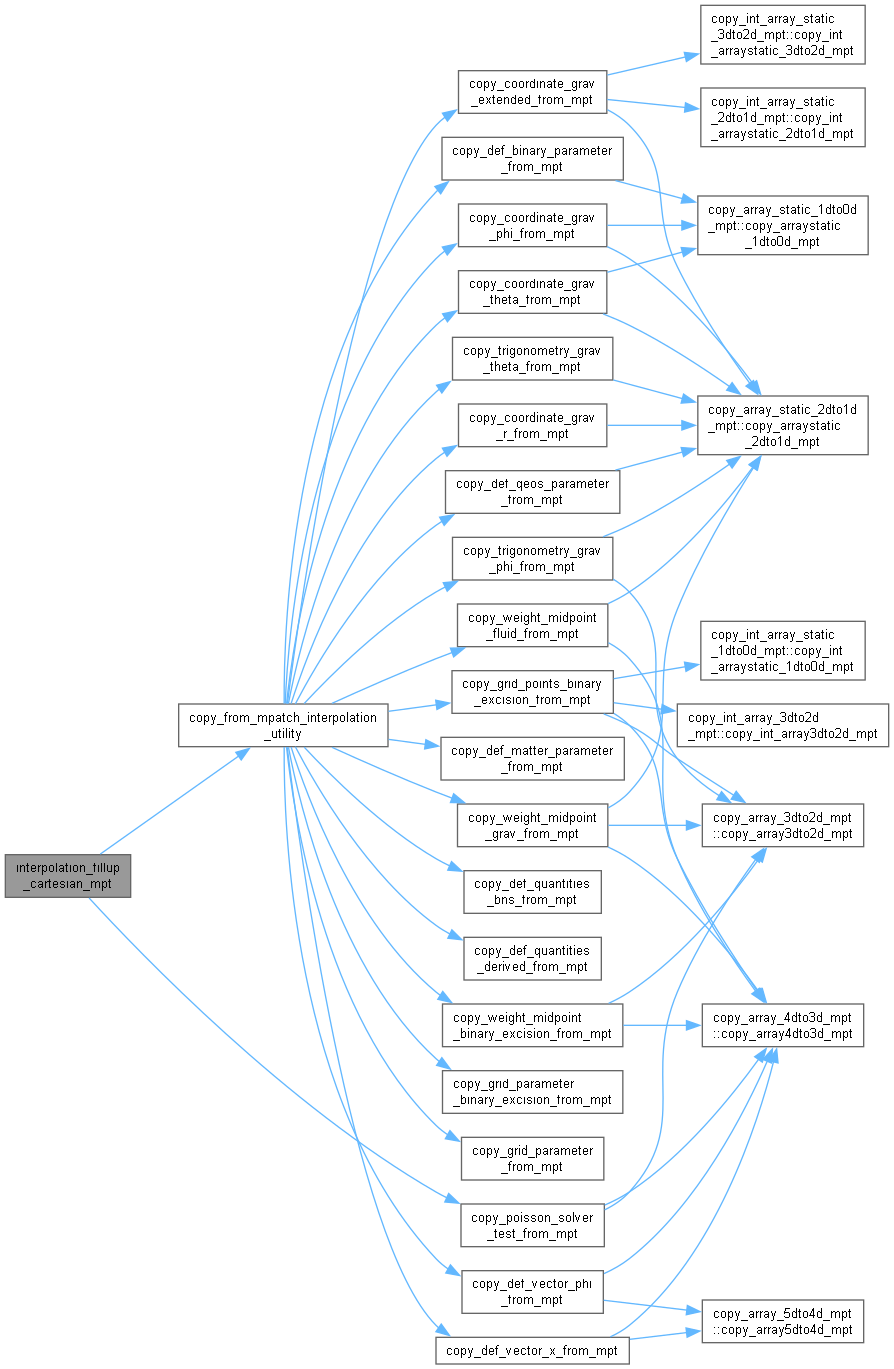 interpolation_fillup
_cartesian_mpt
copy_from_mpatch_interpolation
_utility
copy_coordinate_grav
_extended_from_mpt
copy_def_binary_parameter
_from_mpt
copy_coordinate_grav
_phi_from_mpt
copy_coordinate_grav
_theta_from_mpt
copy_trigonometry_grav
_theta_from_mpt
copy_coordinate_grav
_r_from_mpt
copy_def_qeos_parameter
_from_mpt
copy_trigonometry_grav
_phi_from_mpt
copy_weight_midpoint
_fluid_from_mpt
copy_grid_points_binary
_excision_from_mpt
copy_def_matter_parameter
_from_mpt
copy_weight_midpoint
_grav_from_mpt
copy_def_quantities
_bns_from_mpt
copy_def_quantities
_derived_from_mpt
copy_weight_midpoint
_binary_excision_from_mpt
copy_grid_parameter
_binary_excision_from_mpt
copy_grid_parameter
_from_mpt
copy_poisson_solver
_test_from_mpt
copy_def_vector_phi
_from_mpt
copy_def_vector_x_from_mpt
copy_int_array_static
_3dto2d_mpt::copy_int
_arraystatic_3dto2d_mpt
copy_int_array_static
_2dto1d_mpt::copy_int
_arraystatic_2dto1d_mpt
copy_array_static_1dto0d
_mpt::copy_arraystatic
_1dto0d_mpt
copy_array_static_2dto1d
_mpt::copy_arraystatic
_2dto1d_mpt
copy_int_array_static
_1dto0d_mpt::copy_int
_arraystatic_1dto0d_mpt
copy_int_array_3dto2d
_mpt::copy_int_array3dto2d_mpt
copy_array_3dto2d_mpt
::copy_array3dto2d_mpt
copy_array_4dto3d_mpt
::copy_array4dto3d_mpt
copy_array_5dto4d_mpt
::copy_array5dto4d_mpt